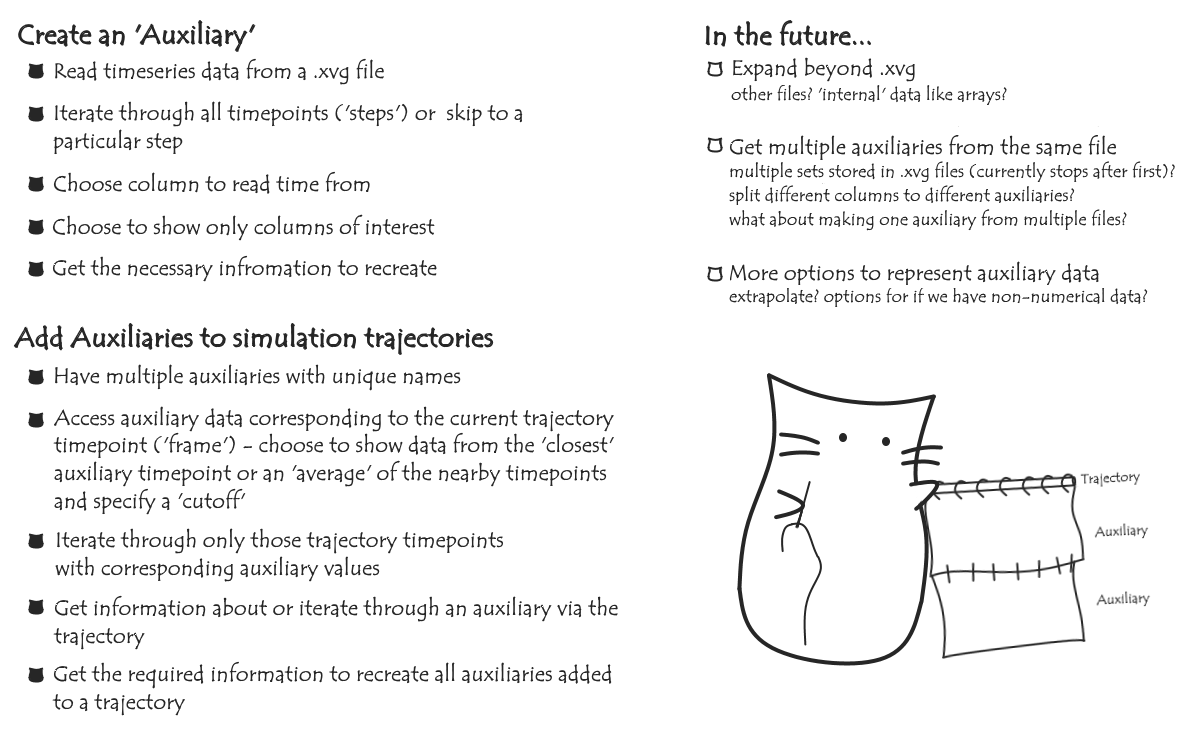 Create an 'Auxiliary'
Read timeseries data from a .xvg file
Iterate through all timepoints ('steps') or skip to a
particular step
Choose column to read time from
Choose to show only columns of interest
Get the necessary infromation to recreate
Add Auxiliaries to simulation trajectories
Have multiple auxiliaries with unique names
Access auxiliary data corresponding to the current trajectory
timepoint ('frame') - choose to show data from the 'closest'
auxiliary timepoint or an 'average' of the nearby timepoints
and specify a 'cutoff'
Iterate through only those trajectory timepoints
with corresponding auxiliary values
Get information about or iterate through an auxiliary via the
trajectory
Get the required information to recreate all auxiliaries added
to a trajectory
In the future...
Expand beyond .xvg
other files? 'internal' data like arrays?
Get multiple auxiliaries from the same file
multiple sets stored in .xvg files (currently stops after first)?
split different columns to different auxiliaries?
what about making one auxiliary from multiple files?
More options to represent auxiliary data
extrapolate? options for if we have non-numerical data?
Trajectory
Auxiliary
Auxiliary